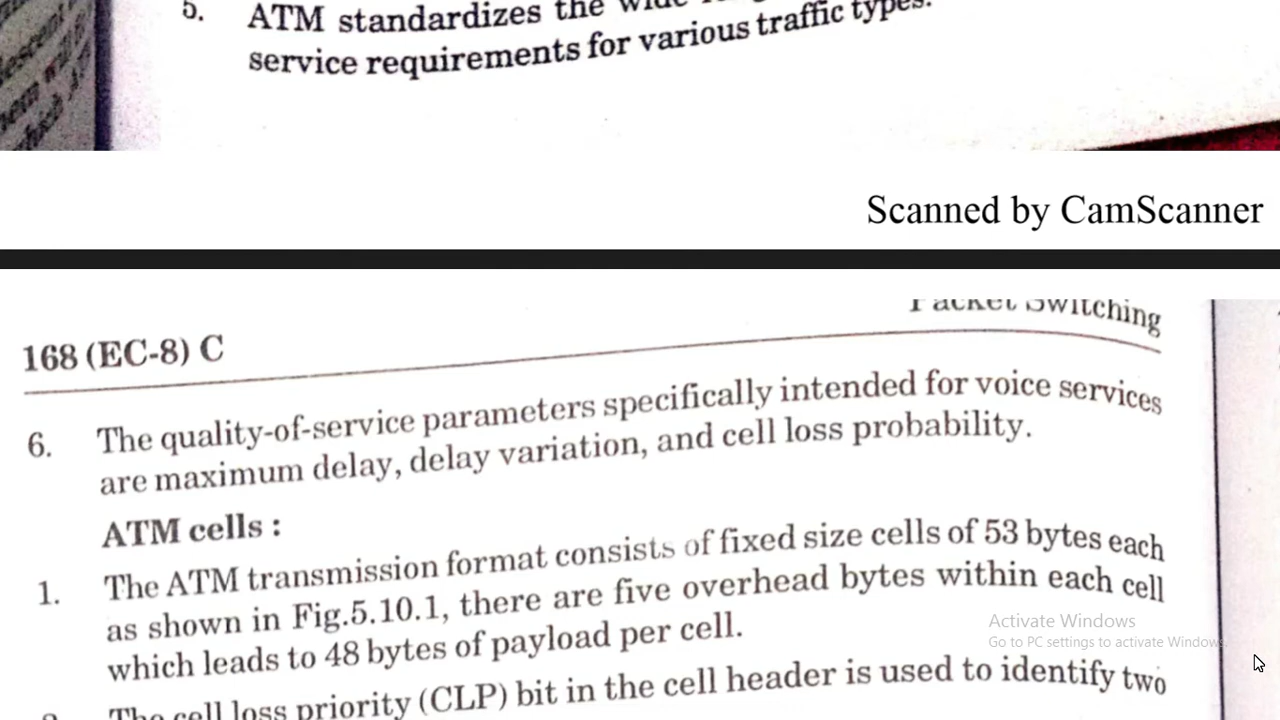 5. ATM standardizes the
service requirements for various traffic types.
Scanned by CamScanner
Packet Switching
168 (EC-8) C
6. The quality-of-service parameters specifically intended for voice services
are maximum delay, delay variation, and cell loss probability.
ATM cells :
1. The ATM transmission format consists of fixed size cells of 53 bytes each
as shown in Fig.5.10.1, there are five overhead bytes within each cell
which leads to 48 bytes of payload per cell.
Activate Windows
Go to PC settings to activate Windows.
The cell loss priority (CLP) bit in the cell header is used to identify two